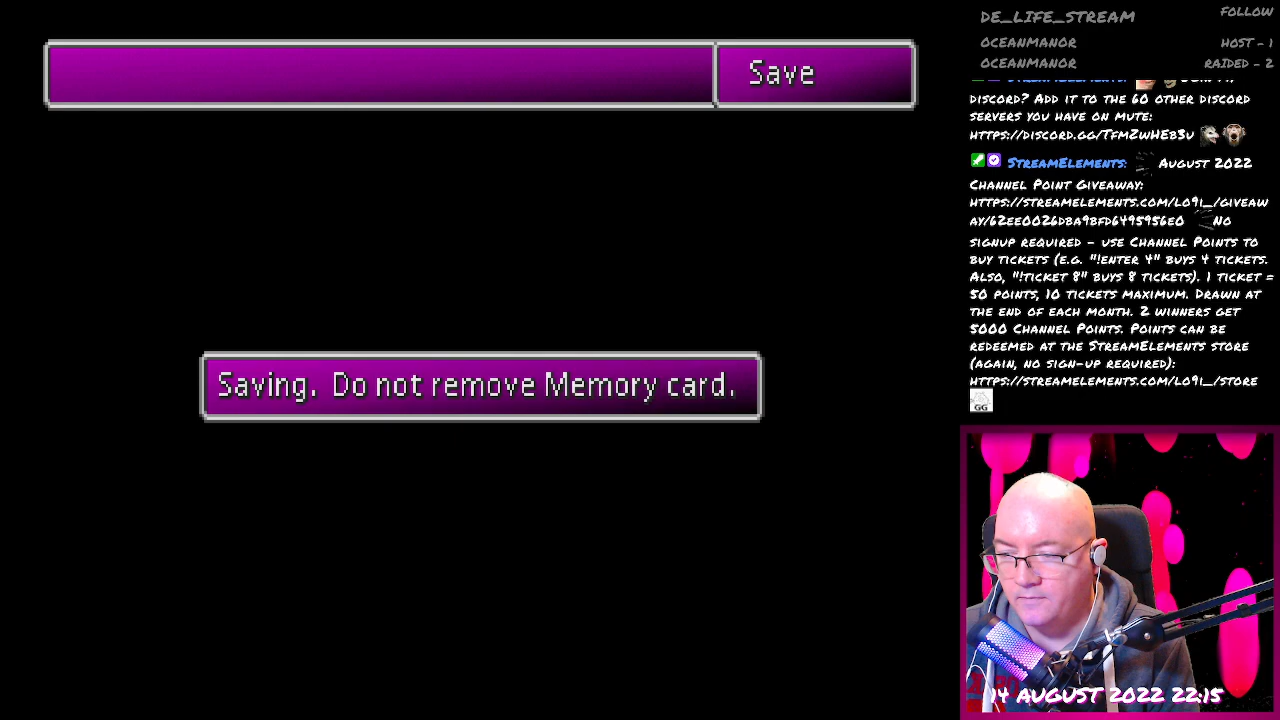 Save
Saving. Do not remove Memory card.
DE_LIFE_STREAM FOLLOW
OCEANMANOR HOST - 1
OCEANMANOR RAIDED - 2
DISCORD? ADD IT TO THE 60 OTHER DISCORD
SERVERS YOU HAVE ON MUTE:
StreamElements: AUGUST 2022
CHANNEL POINT GIVEAWAY:
HTTPS://STREAMELEMENTS.COM/LO9I_/GIVEAW
AY/62EE0026DBA9BFD6495956E0 NO
SIGNUP REQUIRED - USE CHANNEL POINTS TO
BUY TICKETS (E.G. "!ENTER 4" BUYS 4 TICKETS.
ALSO, "!TICKET 8" BUYS 8 TICKETS). 1 TICKET =
50 POINTS, 10 TICKETS MAXIMUM. DRAWN AT
THE END OF EACH MONTH. 2 WINNERS GET
5000 CHANNEL POINTS. POINTS CAN BE
REDEEMED AT THE STREAMELEMENTS STORE
(AGAIN, NO SIGN-UP REQUIRED):
HTTPS://STREAMELEMENTS.COM/LO9I_/STORE
GG
14 AUGUST 2022 22:15